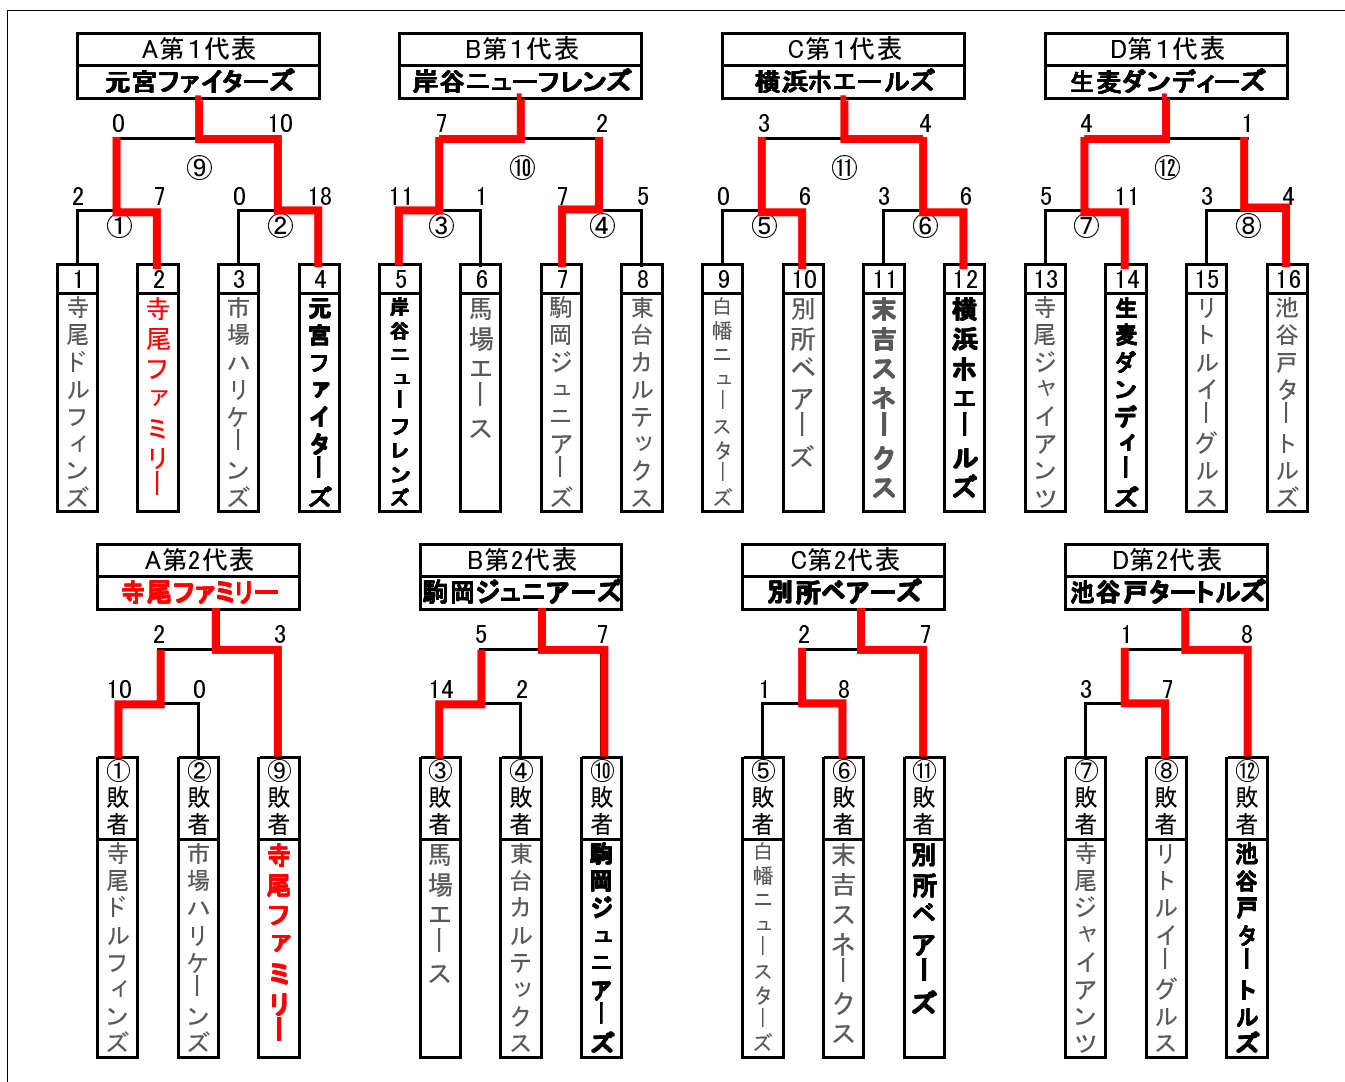 A第1代表
元宮ファイターズ
B第1代表
岸谷ニューフレンズ
C第1代表
横浜ホエールズ
D第1代表
生麦ダンディーズ
0 10 7 2 3 4 4 1
⑨ ⑩ ⑪ ⑫
2 7 0 18 11 1 7 5 0 6 3 6 5 11 3 4
① ② ③ ④ ⑤ ⑥ ⑦ ⑧
1 2 3 4 5 6 7 8 9 10 11 12 13 14 15 16
寺尾ドルフィンズ
寺尾ファミリー
市場ハリケーンズ
元宮ファイターズ
岸谷ニューフレンズ
馬場エース
駒岡ジュニアーズ
東台カルテックス
白幡ニュースターズ
別所ベアーズ
末吉スネークス
横浜ホエールズ
寺尾ジャイアンツ
生麦ダンディーズ
リトルイーグルス
池谷戸タートルズ
A第2代表
寺尾ファミリー
B第2代表
駒岡ジュニアーズ
C第2代表
別所ベアーズ
D第2代表
池谷戸タートルズ
2 3 5 7 2 7 1 8
10 0 14 2 1 8 3 7
①敗者
寺尾ドルフィンズ
②敗者
市場ハリケーンズ
⑨敗者
寺尾ファミリー
③敗者
馬場エース
④敗者
東台カルテックス
⑩敗者
駒岡ジュニアーズ
⑤敗者
白幡ニュースターズ
⑥敗者
末吉スネークス
⑪敗者
別所ベアーズ
⑦敗者
寺尾ジャイアンツ
⑧敗者
リトルイーグルス
⑫敗者
池谷戸タートルズ